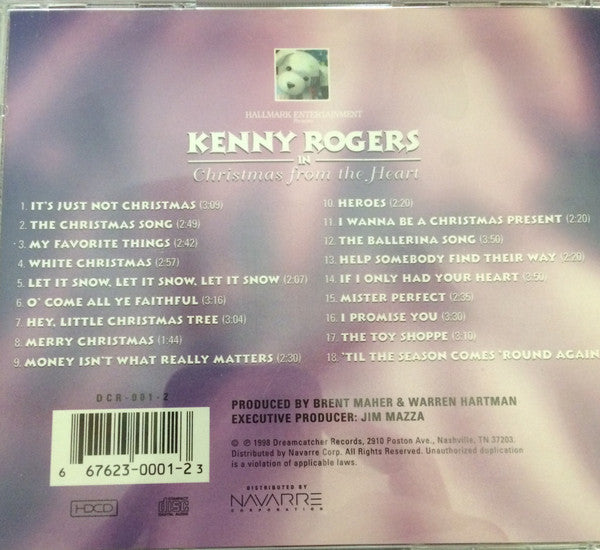 HALLMARK ENTERTAINMENT
Presents
KENNY ROGERS
IN
Christmas from the Heart
1. IT'S JUST NOT CHRISTMAS (3:09)
2. THE CHRISTMAS SONG (2:49)
3. MY FAVORITE THINGS (2:42)
4. WHITE CHRISTMAS (2:57)
5. LET IT SNOW, LET IT SNOW, LET IT SNOW (2:07)
6. O' COME ALL YE FAITHFUL (3:16)
7. HEY, LITTLE CHRISTMAS TREE (3:04)
8. MERRY CHRISTMAS (1:44)
9. MONEY ISN'T WHAT REALLY MATTERS (2:30)
10. HEROES (2:20)
11. I WANNA BE A CHRISTMAS PRESENT (2:20)
12. THE BALLERINA SONG (3:50)
13. HELP SOMEBODY FIND THEIR WAY (2:20)
14. IF I ONLY HAD YOUR HEART (3:50)
15. MISTER PERFECT (2:35)
16. I PROMISE YOU (3:30)
17. THE TOY SHOPPE (3:10)
18. 'TIL THE SEASON COMES 'ROUND AGAIN
DCR-001-2
6 67623-0001-2 3
PRODUCED BY BRENT MAHER & WARREN HARTMAN
EXECUTIVE PRODUCER: JIM MAZZA
© ℗ 1998 Dreamcatcher Records, 2910 Poston Ave., Nashville, TN 37203.
Distributed by Navarre Corp. All Rights Reserved. Unauthorized duplication
is a violation of applicable laws.
HDCD
COMPACT
disc
DIGITAL AUDIO
DISTRIBUTED BY
NAVARRE
CORPORATION